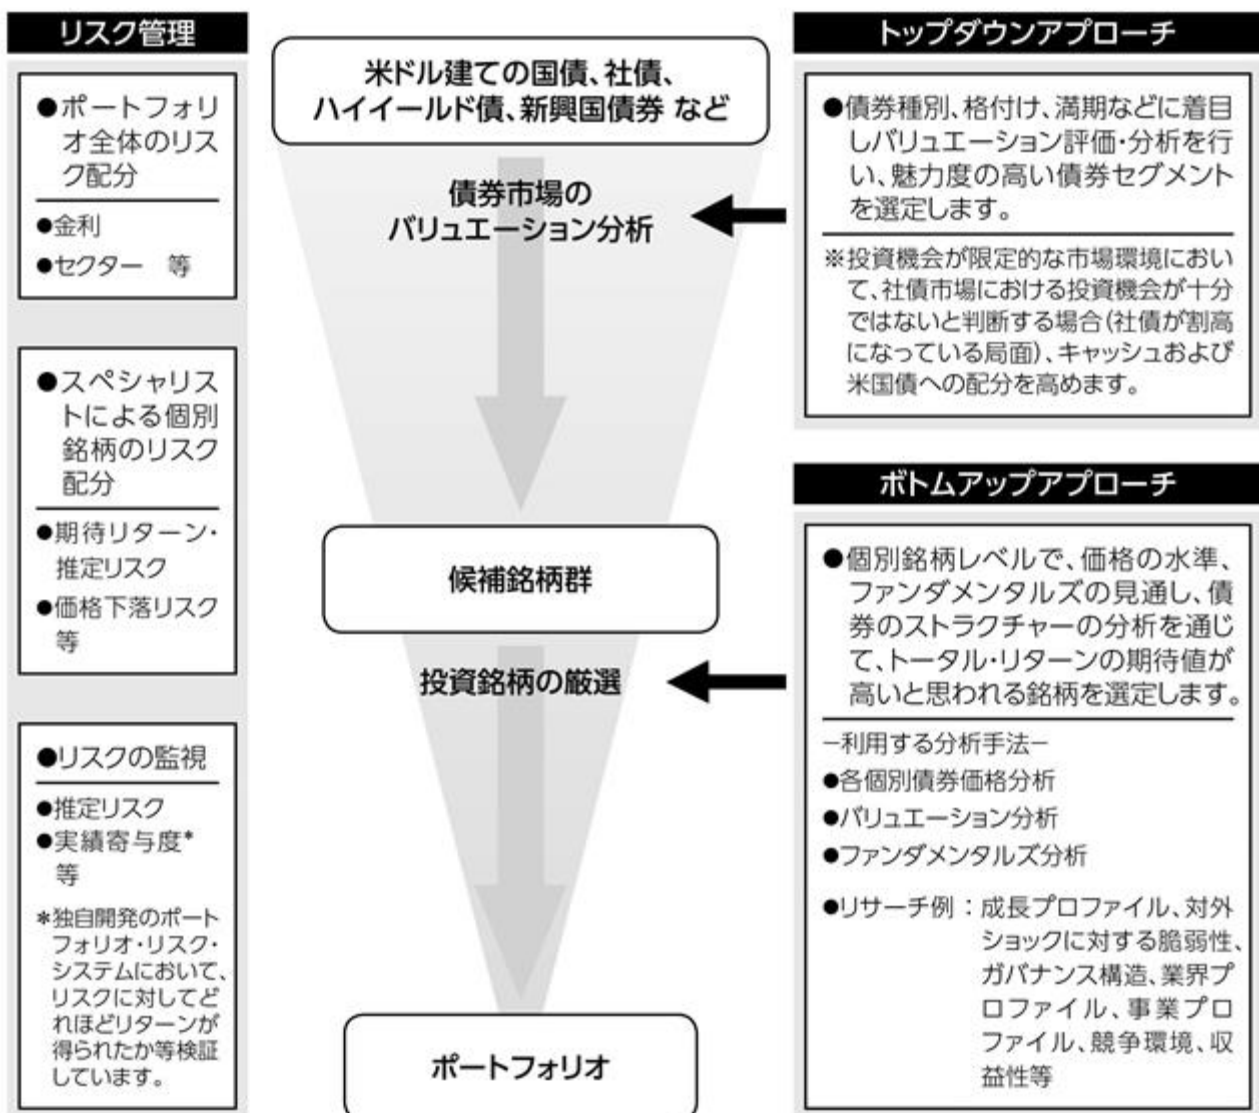 リスク管理
●ポートフォリ
オ全体のリス
ク配分
●金利
●セクター 等
●スペシャリス
トによる個別
銘柄のリスク
配分
●期待リターン・
推定リスク
●価格下落リスク
等
●リスクの監視
●推定リスク
●実績寄与度*
等
*独自開発のポート
フォリオ・リスク・
システムにおいて、
リスクに対してど
れほどリターンが
得られたか等検証
しています。
米ドル建ての国債、社債、
ハイイールド債、新興国債券 など
債券市場の
バリュエーション分析
候補銘柄群
投資銘柄の厳選
ポートフォリオ
トップダウンアプローチ
●債券種別、格付け、満期などに着目
しバリュエーション評価・分析を行
い、魅力度の高い債券セグメント
を選定します。
※投資機会が限定的な市場環境におい
て、社債市場における投資機会が十分
ではないと判断する場合(社債が割高
になっている局面)、キャッシュおよび
米国債への配分を高めます。
ボトムアップアプローチ
●個別銘柄レベルで、価格の水準、
ファンダメンタルズの見通し、債
券のストラクチャーの分析を通じ
て、トータル・リターンの期待値が
高いと思われる銘柄を選定します。
−利用する分析手法−
●各個別債券価格分析
●バリュエーション分析
●ファンダメンタルズ分析
●リサーチ例:成長プロファイル、対外
ショックに対する脆弱性、
ガバナンス構造、業界プ
ロファイル、事業プロ
ファイル、競争環境、収
益性等